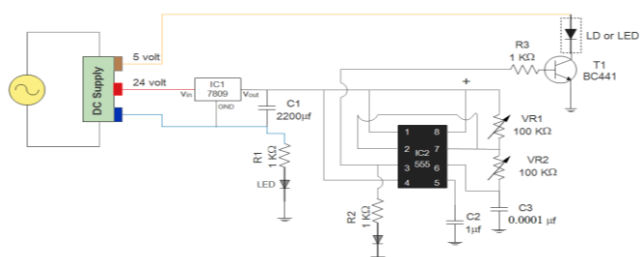 5 volt
LD or LED
R3
1 KΩ
T1
BC441
DC Supply
24 volt
Vin
IC1
7809
Vout
GND
C1
2200µf
+
VR1
100 KΩ
R1
1 KΩ
LED
1
8
2
7
IC2
555
3
6
4
5
VR2
100 KΩ
R2
1 KΩ
C2
1µf
C3
0.0001 µf